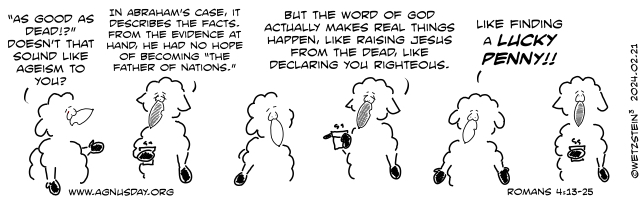 "AS GOOD AS
DEAD!?"
DOESN'T THAT
SOUND LIKE
AGEISM TO
YOU?
IN ABRAHAM'S CASE, IT
DESCRIBES THE FACTS.
FROM THE EVIDENCE AT
HAND, HE HAD NO HOPE
OF BECOMING "THE
FATHER OF NATIONS."
BUT THE WORD OF GOD
ACTUALLY MAKES REAL THINGS
HAPPEN, LIKE RAISING JESUS
FROM THE DEAD, LIKE
DECLARING YOU RIGHTEOUS.
LIKE FINDING
A LUCKY
PENNY!!
©WETZSTEIN³ 2024.02.21
WWW.AGNUSDAY.ORG
ROMANS 4:13-25